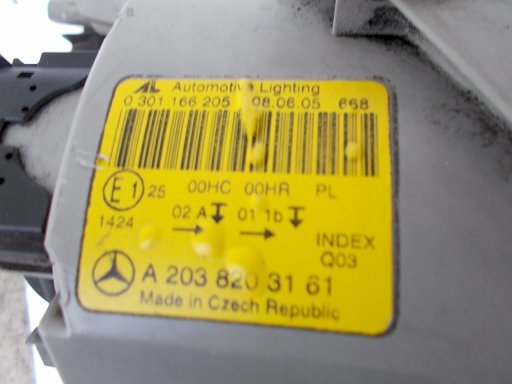 AL Automotive Lighting
0 301 166 205 08.06.05 668
E1 25 00HC 00HR PL
1424 02 A 01 1b
INDEX
Q03
A 203 820 31 61
Made in Czech Republic